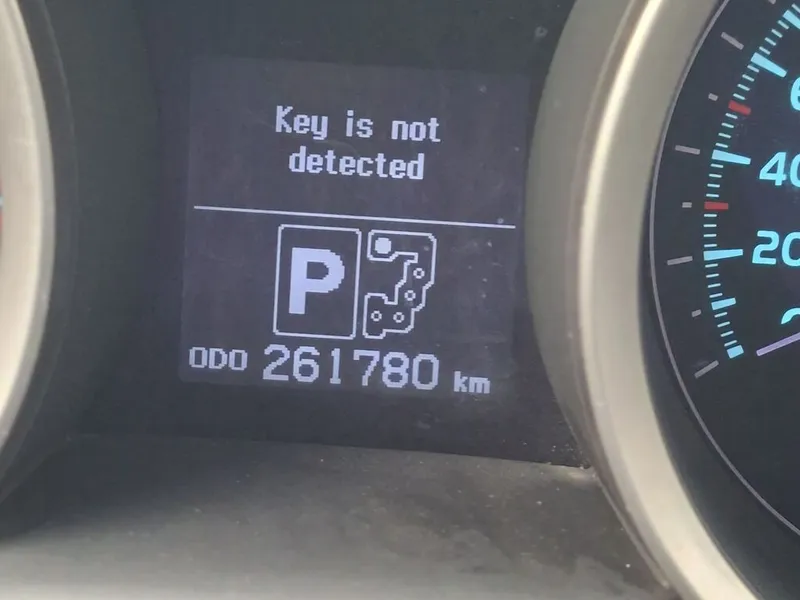 Key is not
detected
P
ODO 261780 km
40
20